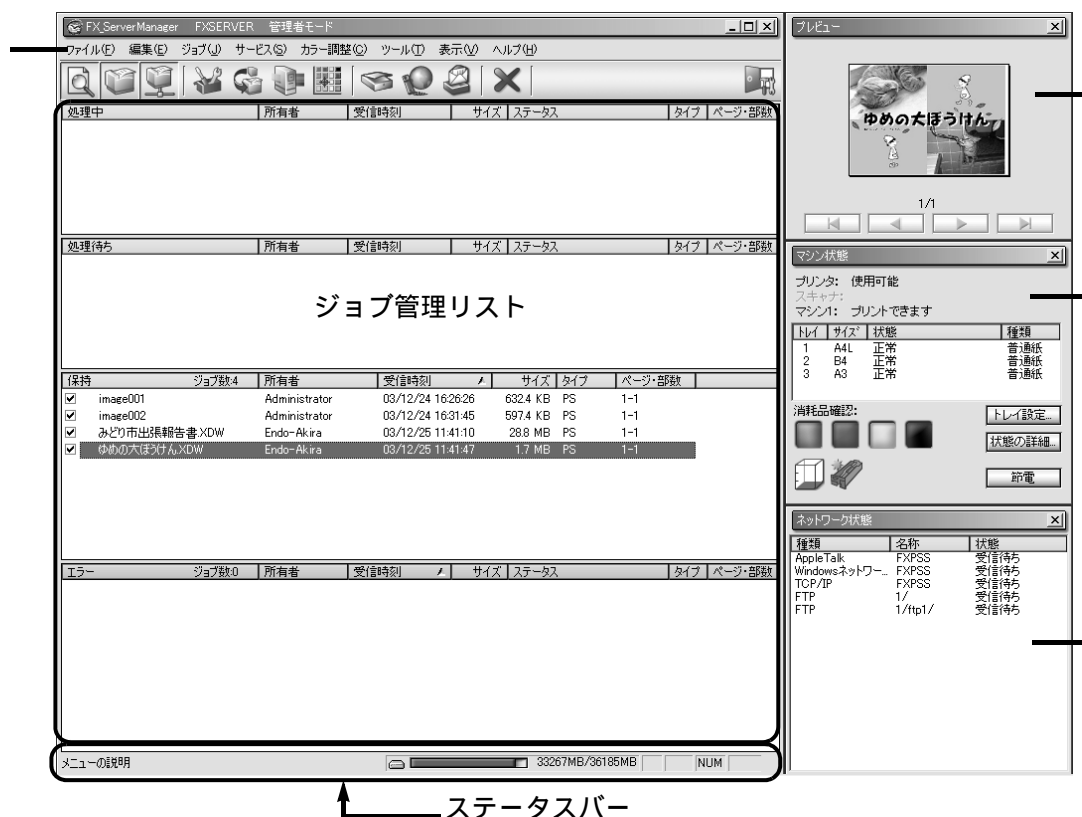 FX_ServerManager FXSERVER 管理者モード
ファイル(F) 編集(E) ジョブ(J) サービス(S) カラー調整(C) ツール(T) 表示(V) ヘルプ(H)
処理中 所有者 受信時刻 サイズ ステータス タイプ ページ・部数
処理待ち 所有者 受信時刻 サイズ ステータス タイプ ページ・部数
ジョブ管理リスト
保持 ジョブ数:4 所有者 受信時刻 サイズ タイプ ページ・部数
image001 Administrator 03/12/24 16:26:26 632.4 KB PS 1-1
image002 Administrator 03/12/24 16:31:45 597.4 KB PS 1-1
みどり市出張報告書.XDW Endo-Akira 03/12/25 11:41:10 28.8 MB PS 1-1
ゆめの大ぼうけん.XDW Endo-Akira 03/12/25 11:41:47 1.7 MB PS 1-1
エラー ジョブ数:0 所有者 受信時刻 サイズ ステータス タイプ ページ・部数
メニューの説明 33267MB/36185MB NUM
ステータスバー
プレビュー
ゆめの大ぼうけん
1/1
マシン状態
プリンタ: 使用可能
スキャナ:
マシン1: プリントできます
トレイ サイズ 状態 種類
1 A4L 正常 普通紙
2 B4 正常 普通紙
3 A3 正常 普通紙
消耗品確認:
トレイ設定...
状態の詳細...
節電
ネットワーク状態
種類 名称 状態
AppleTalk FXPSS 受信待ち
Windowsネットワー... FXPSS 受信待ち
TCP/IP FXPSS 受信待ち
FTP 1/ 受信待ち
FTP 1/ftp1/ 受信待ち